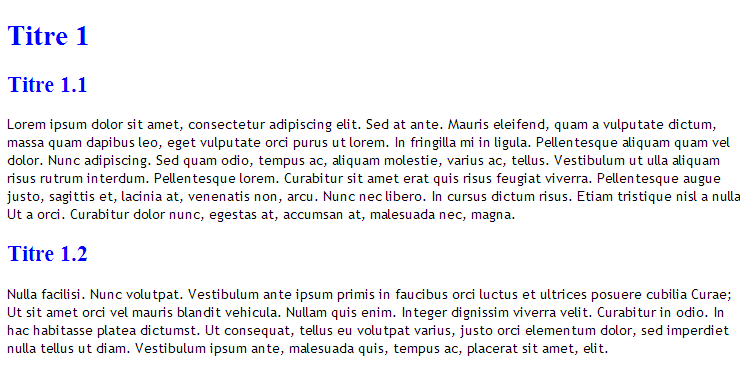 Titre 1
Titre 1.1
Lorem ipsum dolor sit amet, consectetur adipiscing elit. Sed at ante. Mauris eleifend, quam a vulputate dictum,
massa quam dapibus leo, eget vulputate orci purus ut lorem. In fringilla mi in ligula. Pellentesque aliquam quam vel
dolor. Nunc adipiscing. Sed quam odio, tempus ac, aliquam molestie, varius ac, tellus. Vestibulum ut ulla aliquam
risus rutrum interdum. Pellentesque lorem. Curabitur sit amet erat quis risus feugiat viverra. Pellentesque augue
justo, sagittis et, lacinia at, venenatis non, arcu. Nunc nec libero. In cursus dictum risus. Etiam tristique nisl a nulla
Ut a orci. Curabitur dolor nunc, egestas at, accumsan at, malesuada nec, magna.
Titre 1.2
Nulla facilisi. Nunc volutpat. Vestibulum ante ipsum primis in faucibus orci luctus et ultrices posuere cubilia Curae;
Ut sit amet orci vel mauris blandit vehicula. Nullam quis enim. Integer dignissim viverra velit. Curabitur in odio. In
hac habitasse platea dictumst. Ut consequat, tellus eu volutpat varius, justo orci elementum dolor, sed imperdiet
nulla tellus ut diam. Vestibulum ipsum ante, malesuada quis, tempus ac, placerat sit amet, elit.